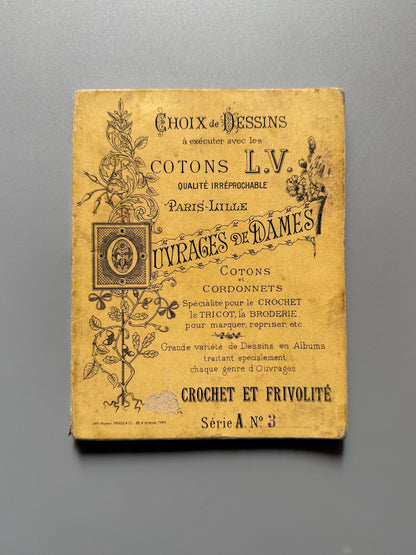 CHOIX de DESSINS
à exécuter avec les
COTONS L.V.
QUALITÉ IRRÉPROCHABLE
PARIS-LILLE
OUVRAGES DE DAMES
COTONS
et
CORDONNETS
Spécialité pour le CROCHET
le TRICOT, la BRODERIE
pour marquer, repriser, etc.
Grande variété de Dessins en Albums
traitant spécialement
chaque genre d'Ouvrages
CROCHET ET FRIVOLITÉ
Série A. No 3